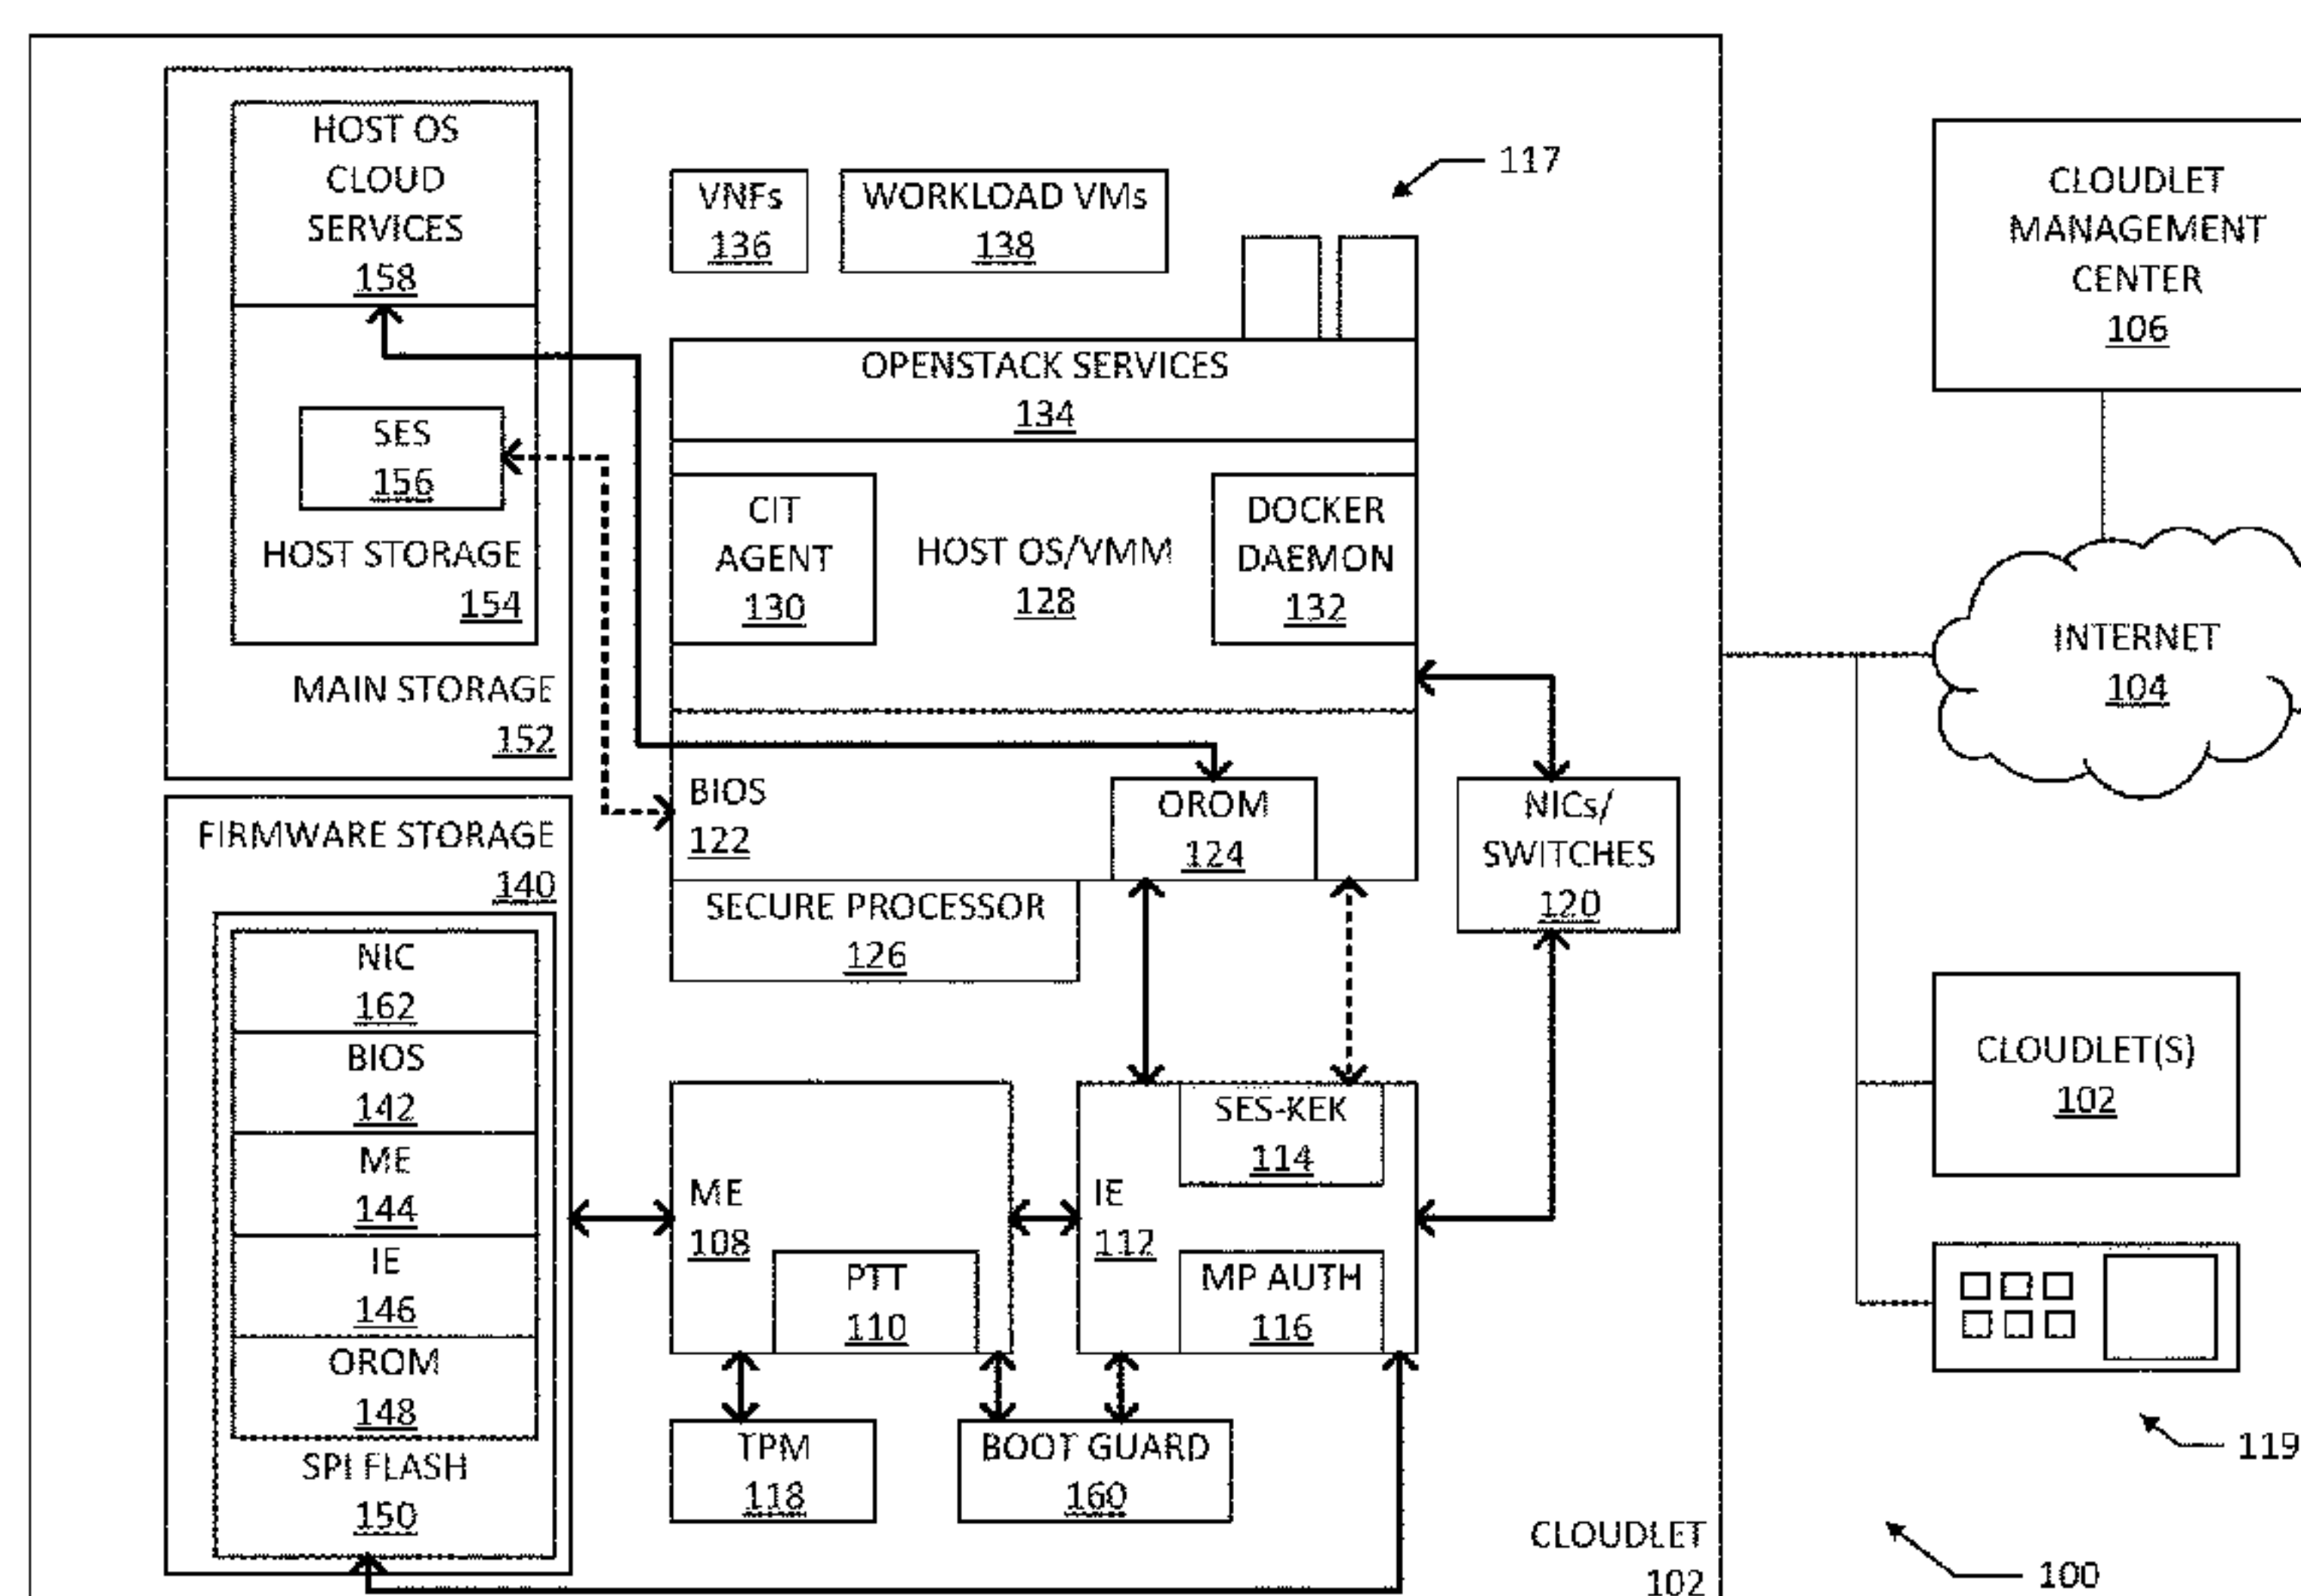 HOST OS
CLOUD
SERVICES
158
SES
156
HOST STORAGE
154
MAIN STORAGE
152
FIRMWARE STORAGE
140
NIC
162
BIOS
142
ME
144
IE
146
OROM
148
SPI FLASH
150
VNFs
136
WORKLOAD VMs
138
117
OPENSTACK SERVICES
134
CIT
AGENT
130
HOST OS/VMM
128
DOCKER
DAEMON
132
BIOS
122
OROM
124
SECURE PROCESSOR
126
NICs/
SWITCHES
120
ME
108
PTT
110
IE
112
SES-KEK
114
MP AUTH
116
TPM
118
BOOT GUARD
160
CLOUDLET
102
CLOUDLET
MANAGEMENT
CENTER
106
INTERNET
104
CLOUDLET(S)
102
119
100